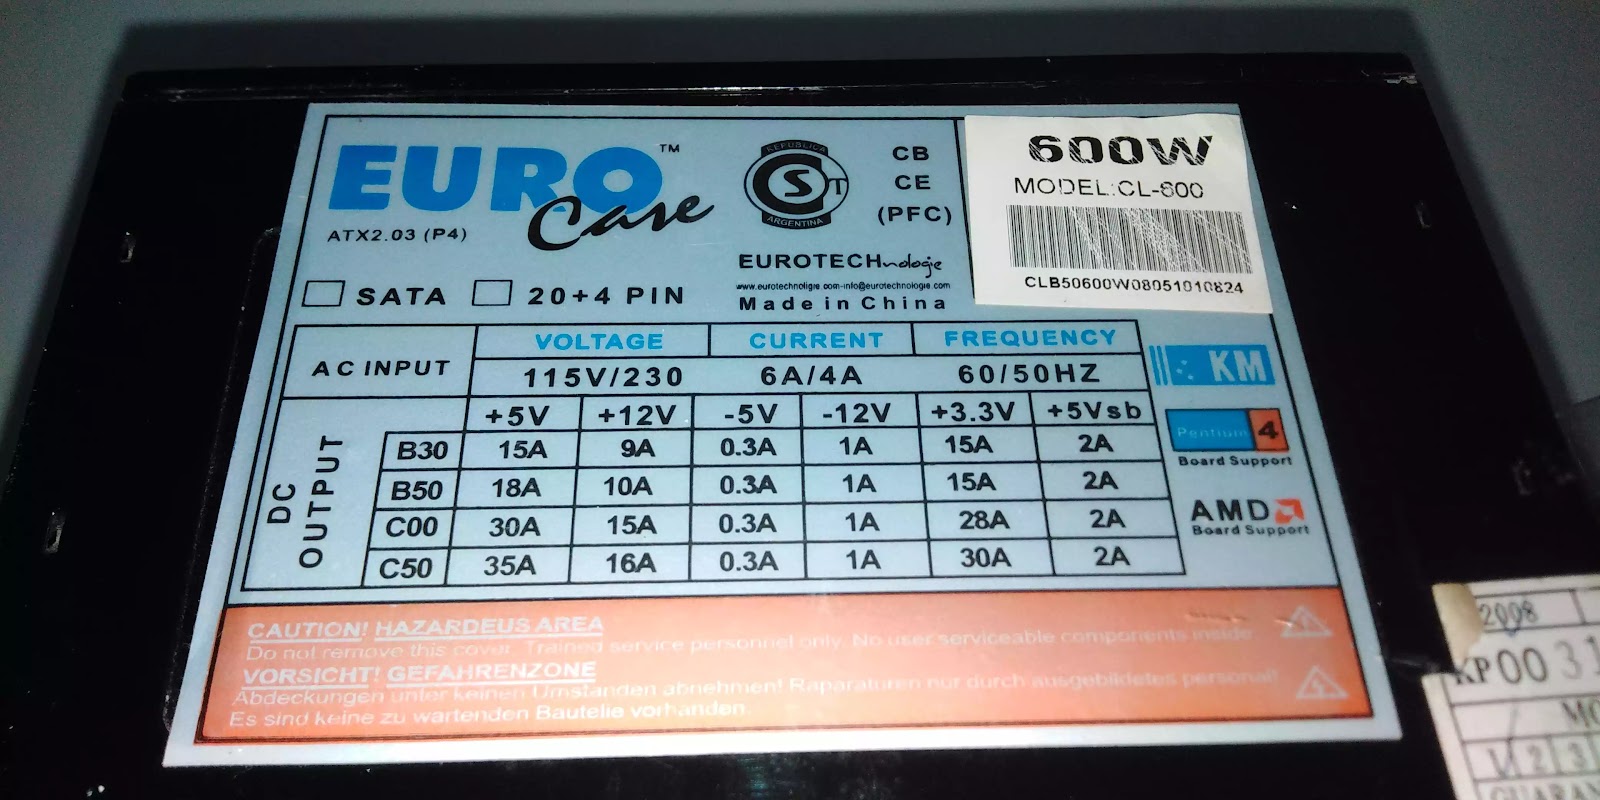 EURO™
Case
ATX2.03 (P4)
SATA
20+4 PIN
REPUBLICA
S T
ARGENTINA
CB
CE
(PFC)
EUROTECHnologie
www.eurotechnoligie.com-info@eurotechnologie.com
Made in China
600W
MODEL:CL-600
CLB50600W08051010824
AC INPUT
VOLTAGE CURRENT FREQUENCY
115V/230 6A/4A 60/50HZ
DC OUTPUT
+5V +12V -5V -12V +3.3V +5Vsb
B30 15A 9A 0.3A 1A 15A 2A
B50 18A 10A 0.3A 1A 15A 2A
C00 30A 15A 0.3A 1A 28A 2A
C50 35A 16A 0.3A 1A 30A 2A
KM
Pentium 4
Board Support
AMD
Board Support
CAUTION! HAZARDEUS AREA
Do not remove this cover. Trained service personnel only. No user serviceable components inside
VORSICHT! GEFAHRENZONE
Abdeckungen unter keinen Umstanden abnehmen! Raparaturen nur durch ausgebildetes personal!
Es sind keine zu wartenden Bautelie vorhanden.
2008
KP00 31
MO
1 2 3
GUARAN